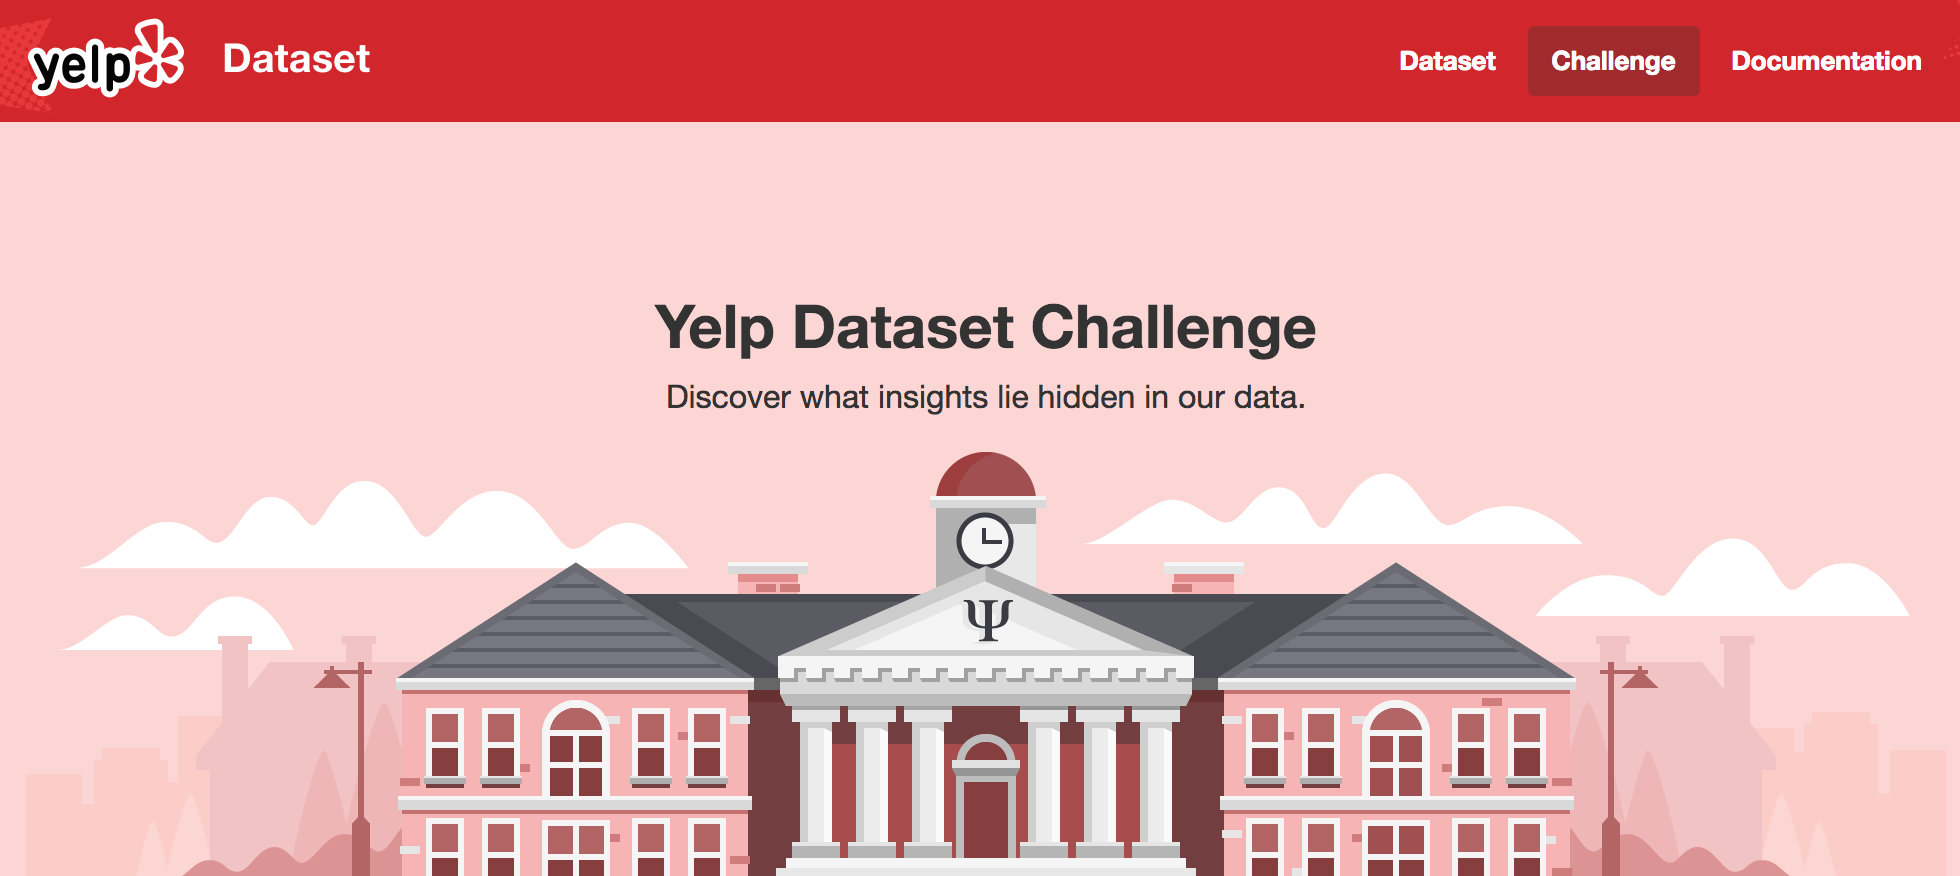 yelp Dataset
Dataset Challenge Documentation
Yelp Dataset Challenge
Discover what insights lie hidden in our data.
Ψ